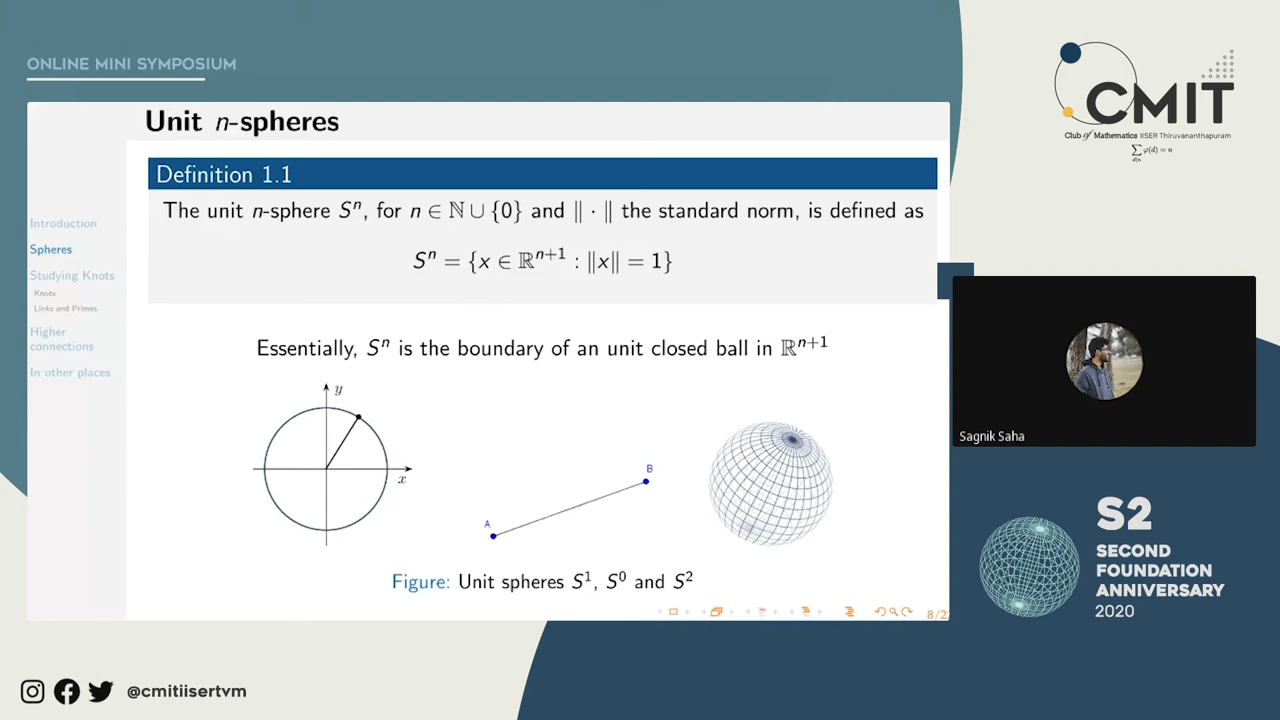 ONLINE MINI SYMPOSIUM
CMIT
Club of Mathematics IISER Thiruvananthapuram
∑ φ(d) = n
d|n
Unit n-spheres
Definition 1.1
The unit n-sphere Sⁿ, for n ∈ ℕ ∪ {0} and ‖ · ‖ the standard norm, is defined as
Sⁿ = {x ∈ ℝⁿ⁺¹ : ‖x‖ = 1}
Introduction
Spheres
Studying Knots
Knots
Links and Primes
Higher
connections
In other places
Essentially, Sⁿ is the boundary of an unit closed ball in ℝⁿ⁺¹
y
x
A
B
Figure: Unit spheres S¹, S⁰ and S²
8/2
Sagnik Saha
S2
SECOND
FOUNDATION
ANNIVERSARY
2020
@cmitiisertvm